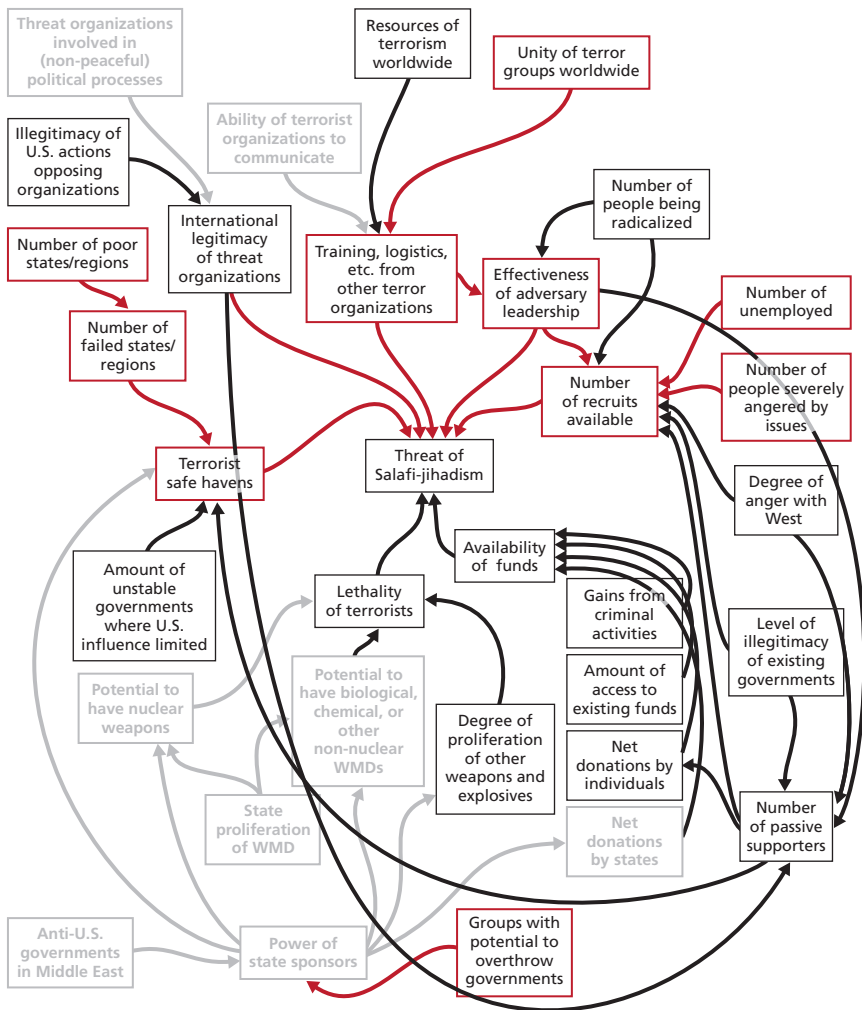 Threat organizations
involved in
(non-peaceful)
political processes
Resources of
terrorism
worldwide
Unity of terror
groups worldwide
Illegitimacy of
U.S. actions
opposing
organizations
Ability of terrorist
organizations to
communicate
Number of
people being
radicalized
International
legitimacy
of threat
organizations
Number of poor
states/regions
Training, logistics,
etc. from
other terror
organizations
Effectiveness
of adversary
leadership
Number of
unemployed
Number of
failed states/
regions
Number
of recruits
available
Number of
people severely
angered by
issues
Terrorist
safe havens
Threat of
Salafi-jihadism
Degree of
anger with
West
Availability
of funds
Amount of
unstable
governments
where U.S.
influence limited
Lethality
of terrorists
Gains from
criminal
activities
Level of
illegitimacy
of existing
governments
Potential to
have nuclear
weapons
Potential to
have biological,
chemical, or
other
non-nuclear
WMDs
Amount of
access to
existing funds
Degree of
proliferation
of other
weapons and
explosives
Net
donations by
individuals
State
proliferation
of WMD
Net
donations
by states
Number
of passive
supporters
Anti-U.S.
governments
in Middle East
Power of
state sponsors
Groups with
potential to
overthrow
governments